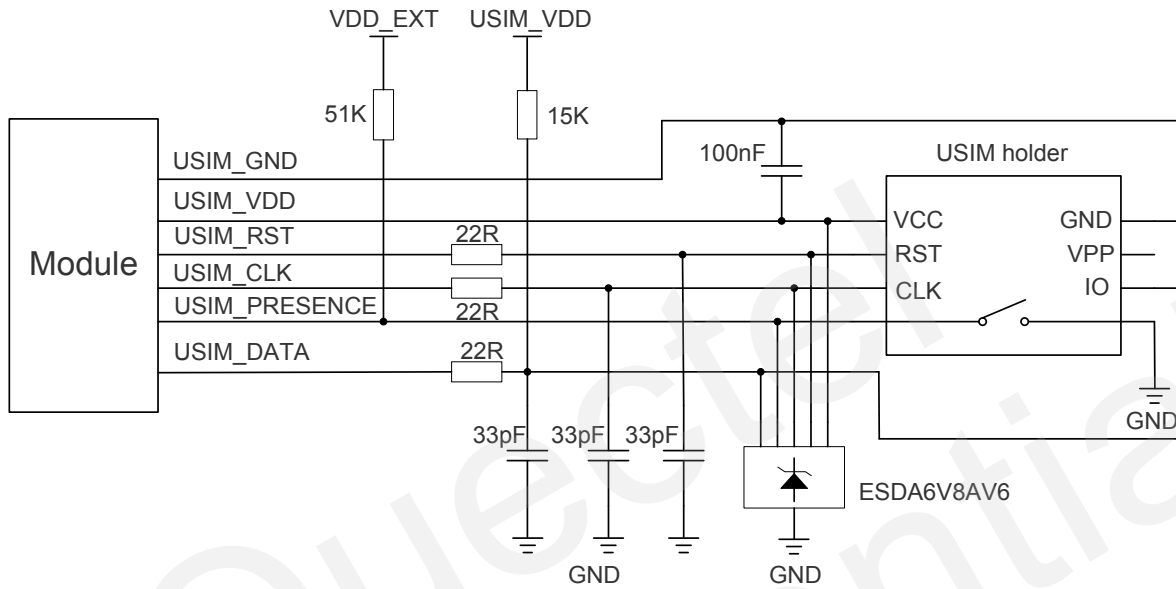 VDD_EXT USIM_VDD
51K 15K
Module
USIM_GND
USIM_VDD
USIM_RST
USIM_CLK
USIM_PRESENCE
USIM_DATA
22R
22R
22R
100nF
USIM holder
VCC GND
RST VPP
CLK IO
GND
33pF 33pF 33pF
ESDA6V8AV6
GND GND
Quectel